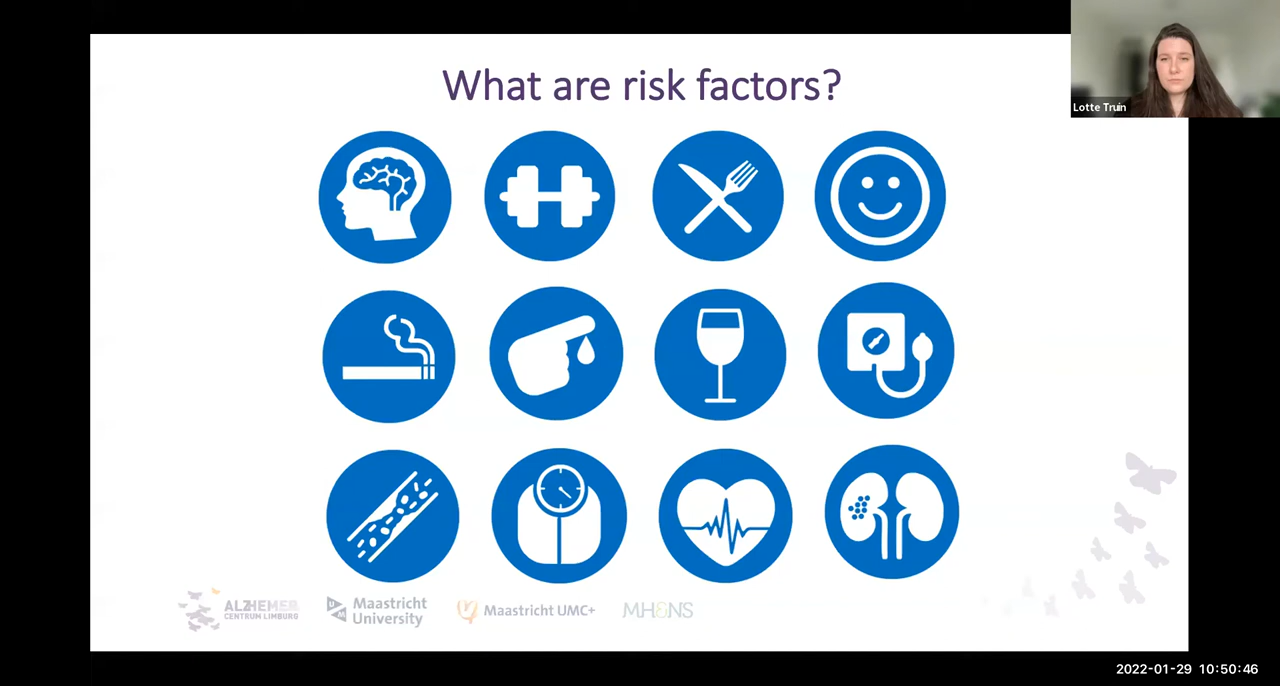 What are risk factors?
Lotte Truin
ALZHEIMER
CENTRUM LIMBURG
Maastricht
University
Maastricht UMC+
MHeNS
2022-01-29 10:50:46